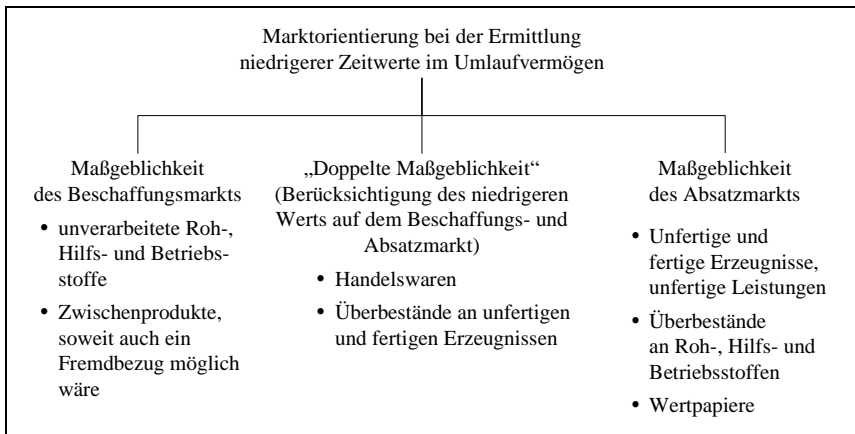 Marktorientierung bei der Ermittlung
niedrigerer Zeitwerte im Umlaufvermögen
Maßgeblichkeit
des Beschaffungsmarkts
• unverarbeitete Roh-,
Hilfs- und Betriebs-
stoffe
• Zwischenprodukte,
soweit auch ein
Fremdbezug möglich
wäre
„Doppelte Maßgeblichkeit“
(Berücksichtigung des niedrigeren
Werts auf dem Beschaffungs- und
Absatzmarkt)
• Handelswaren
• Überbestände an unfertigen
und fertigen Erzeugnissen
Maßgeblichkeit
des Absatzmarkts
• Unfertige und
fertige Erzeugnisse,
unfertige Leistungen
• Überbestände
an Roh-, Hilfs- und
Betriebsstoffen
• Wertpapiere